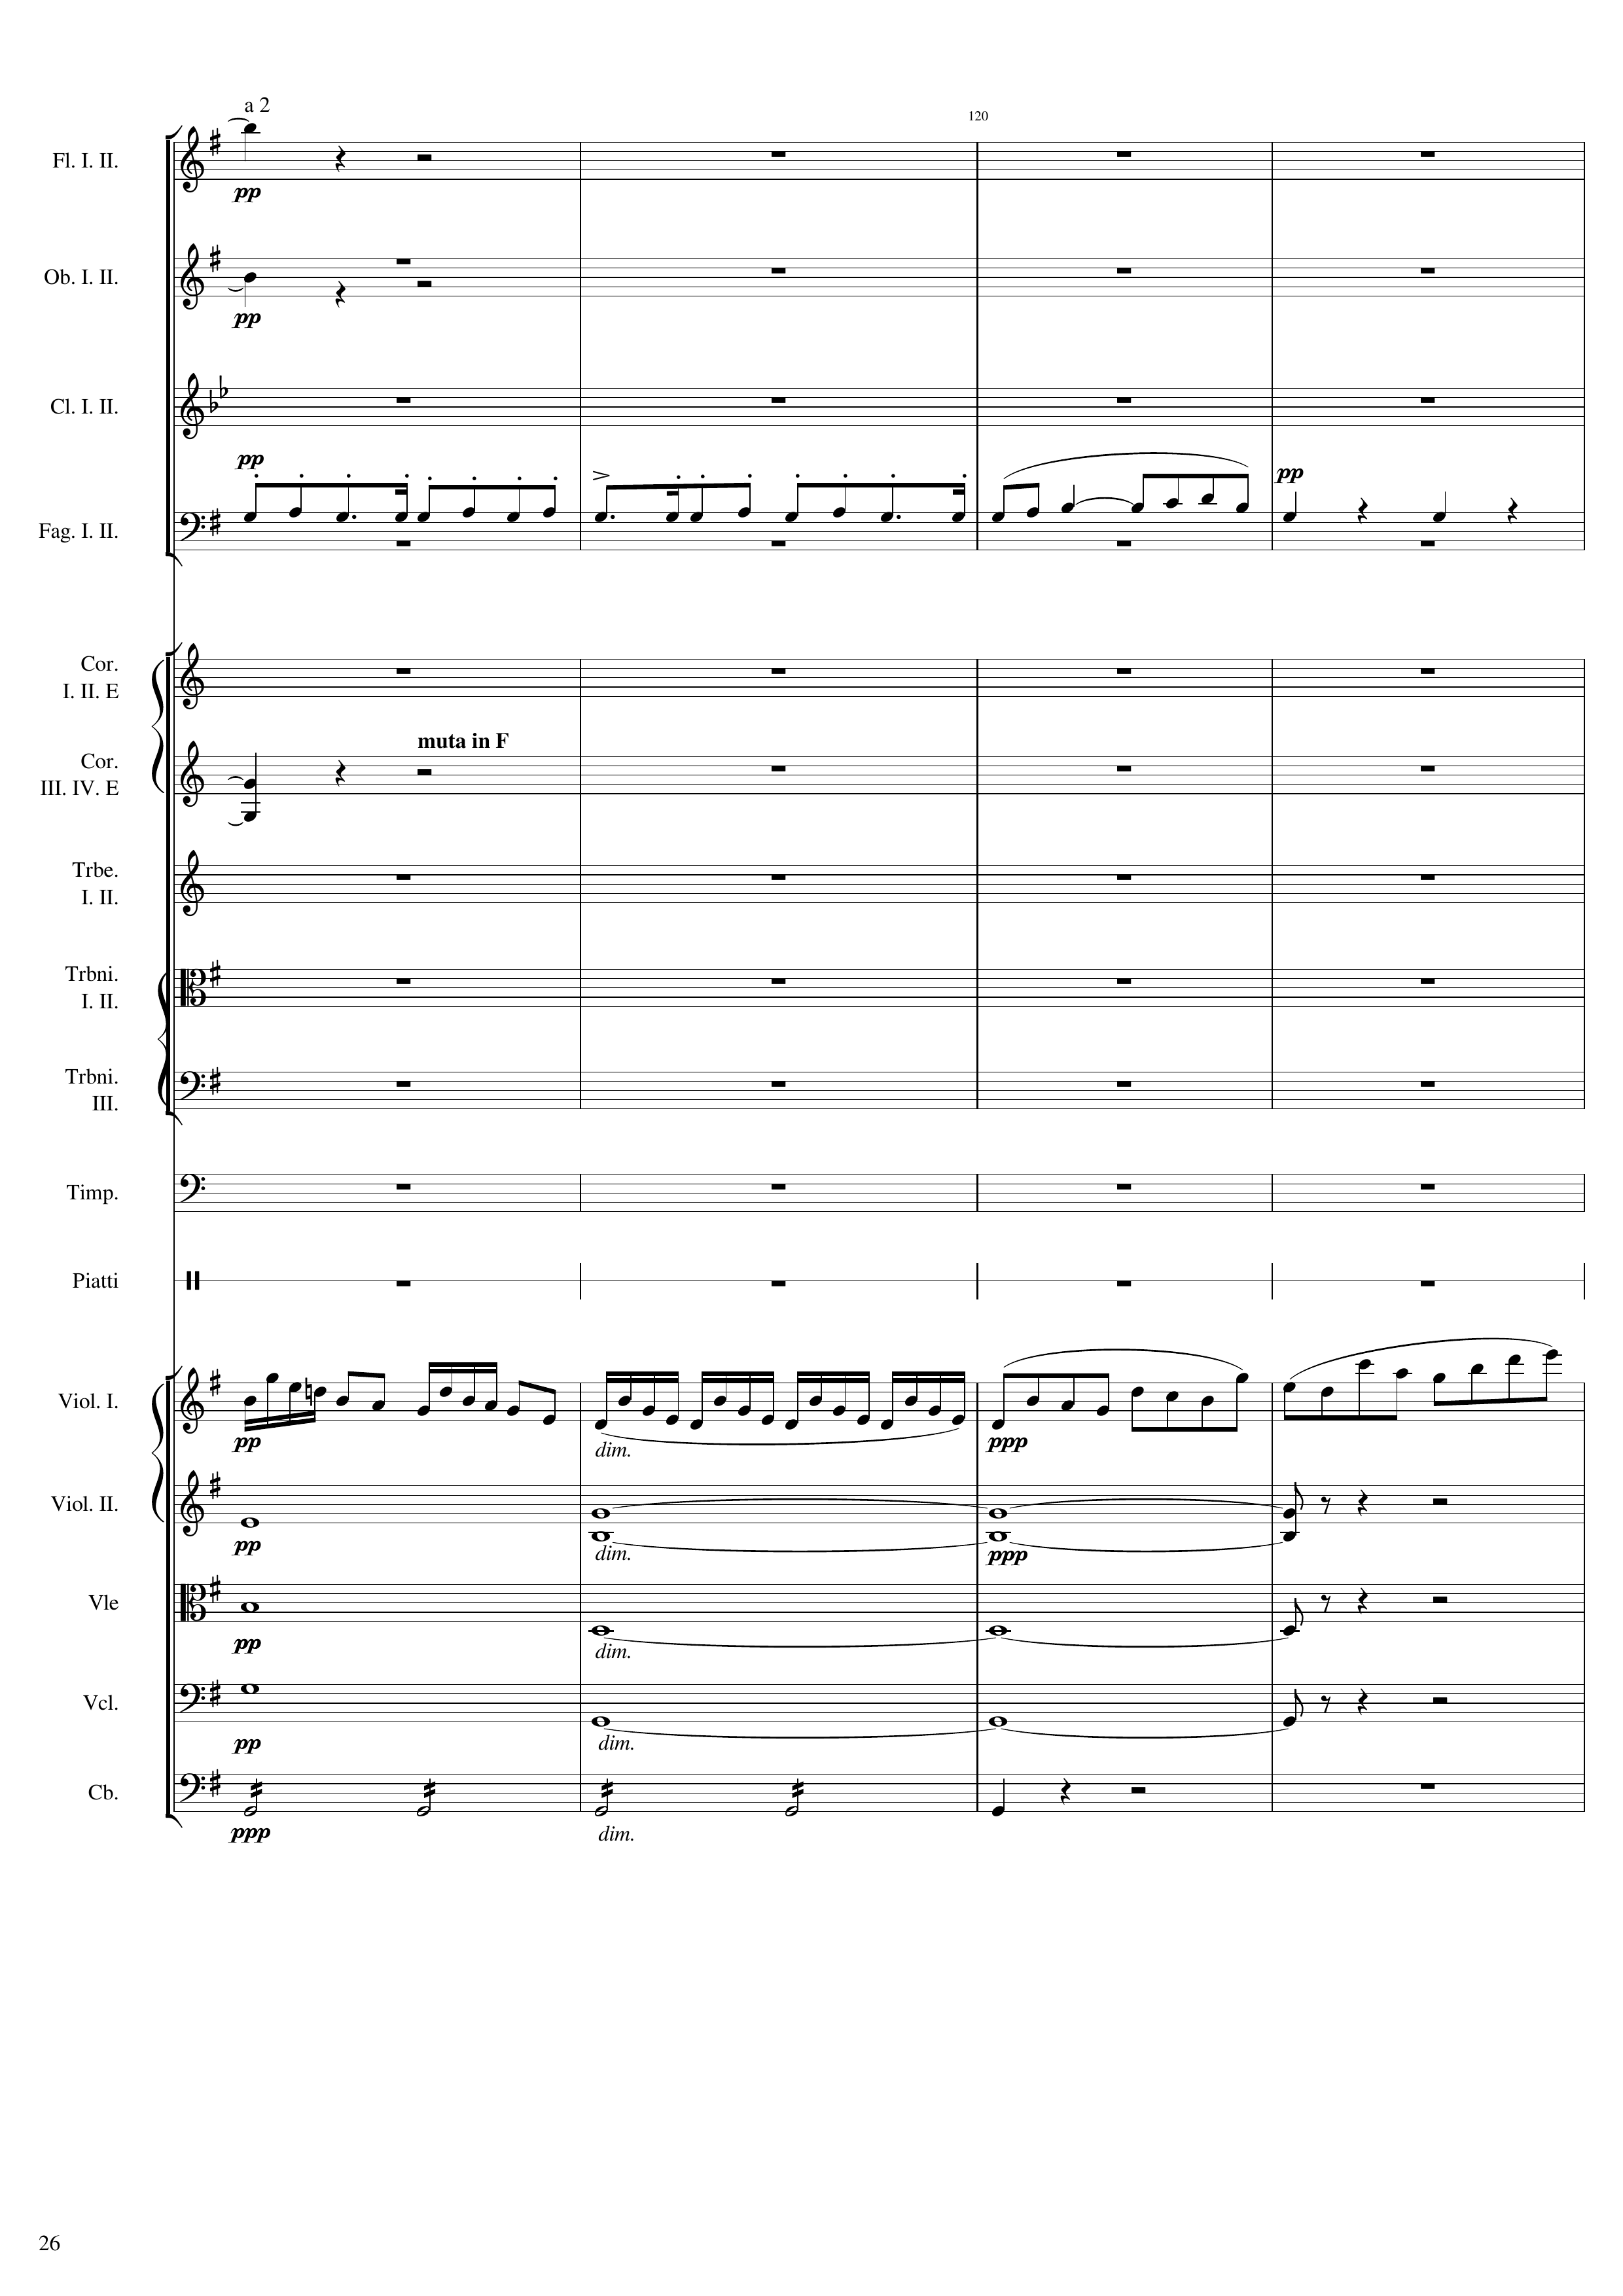 a 2
120
Fl. I. II.
pp
Ob. I. II.
pp
Cl. I. II.
pp
pp
Fag. I. II.
Cor.
I. II. E
muta in F
Cor.
III. IV. E
Trbe.
I. II.
Trbni.
I. II.
Trbni.
III.
Timp.
Piatti
Viol. I.
pp
dim.
ppp
Viol. II.
pp
dim.
ppp
Vle
pp
dim.
Vcl.
pp
dim.
Cb.
ppp
dim.
26